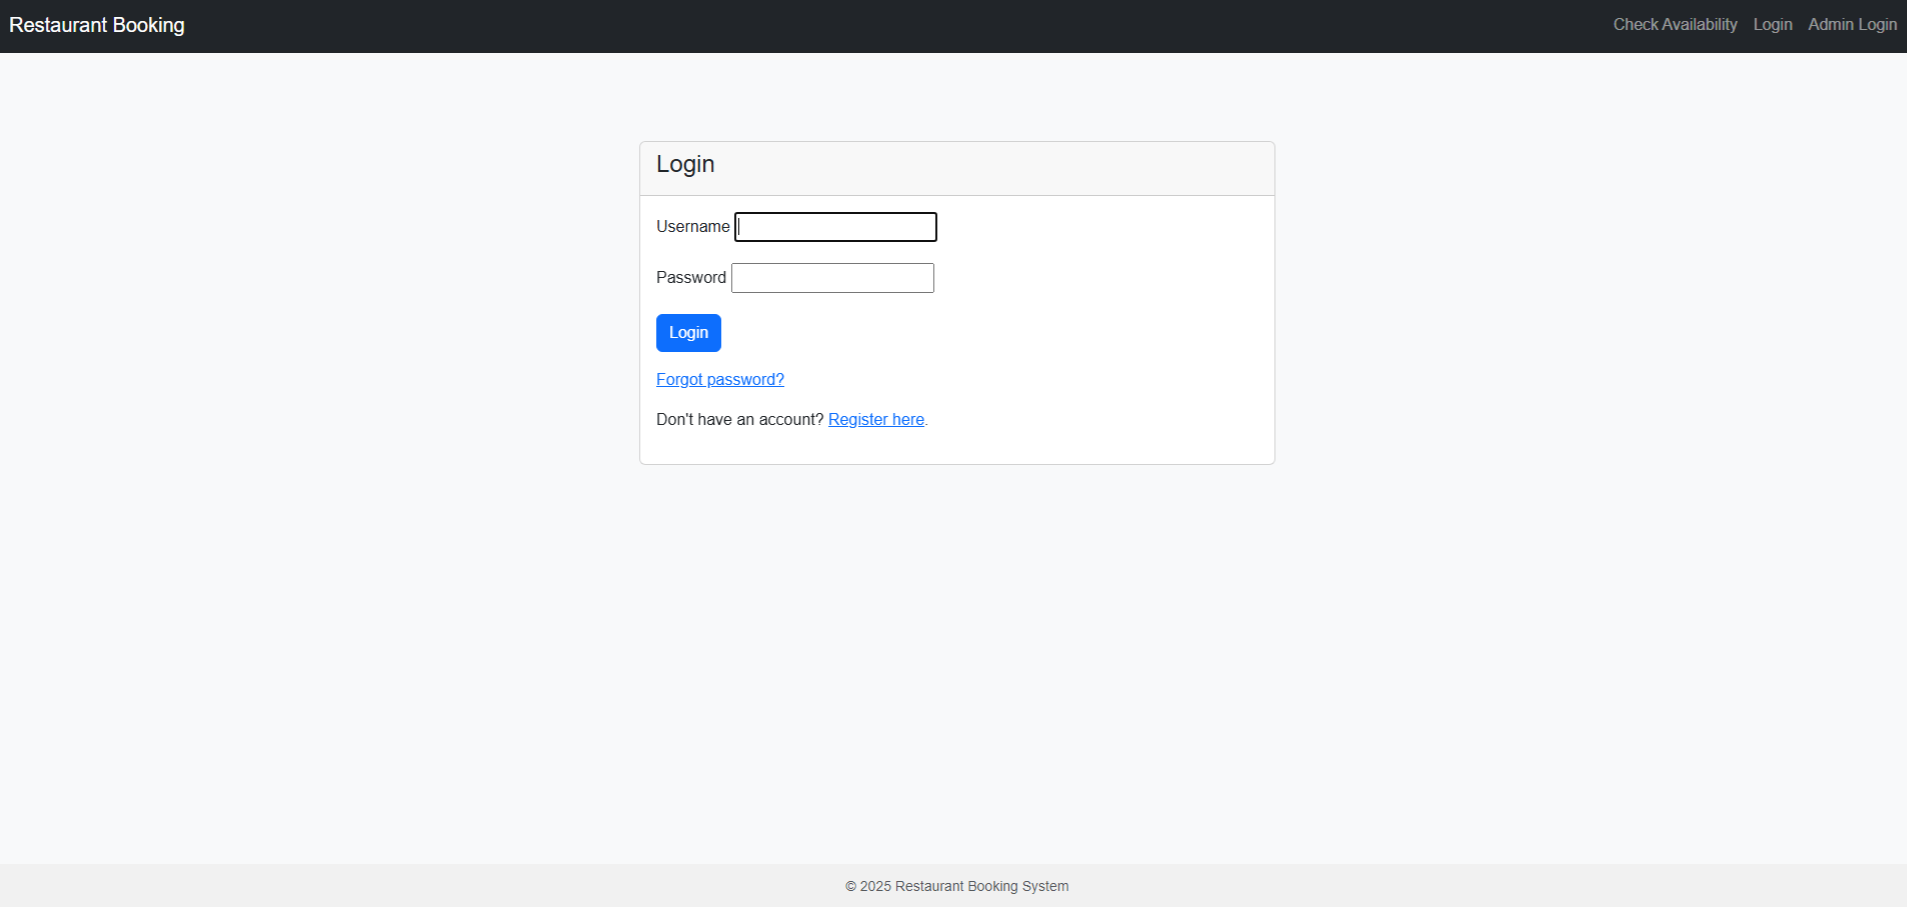 Restaurant Booking
Check Availability Login Admin Login
Login
Username
Password
Login
Forgot password?
Don't have an account? Register here.
© 2025 Restaurant Booking System